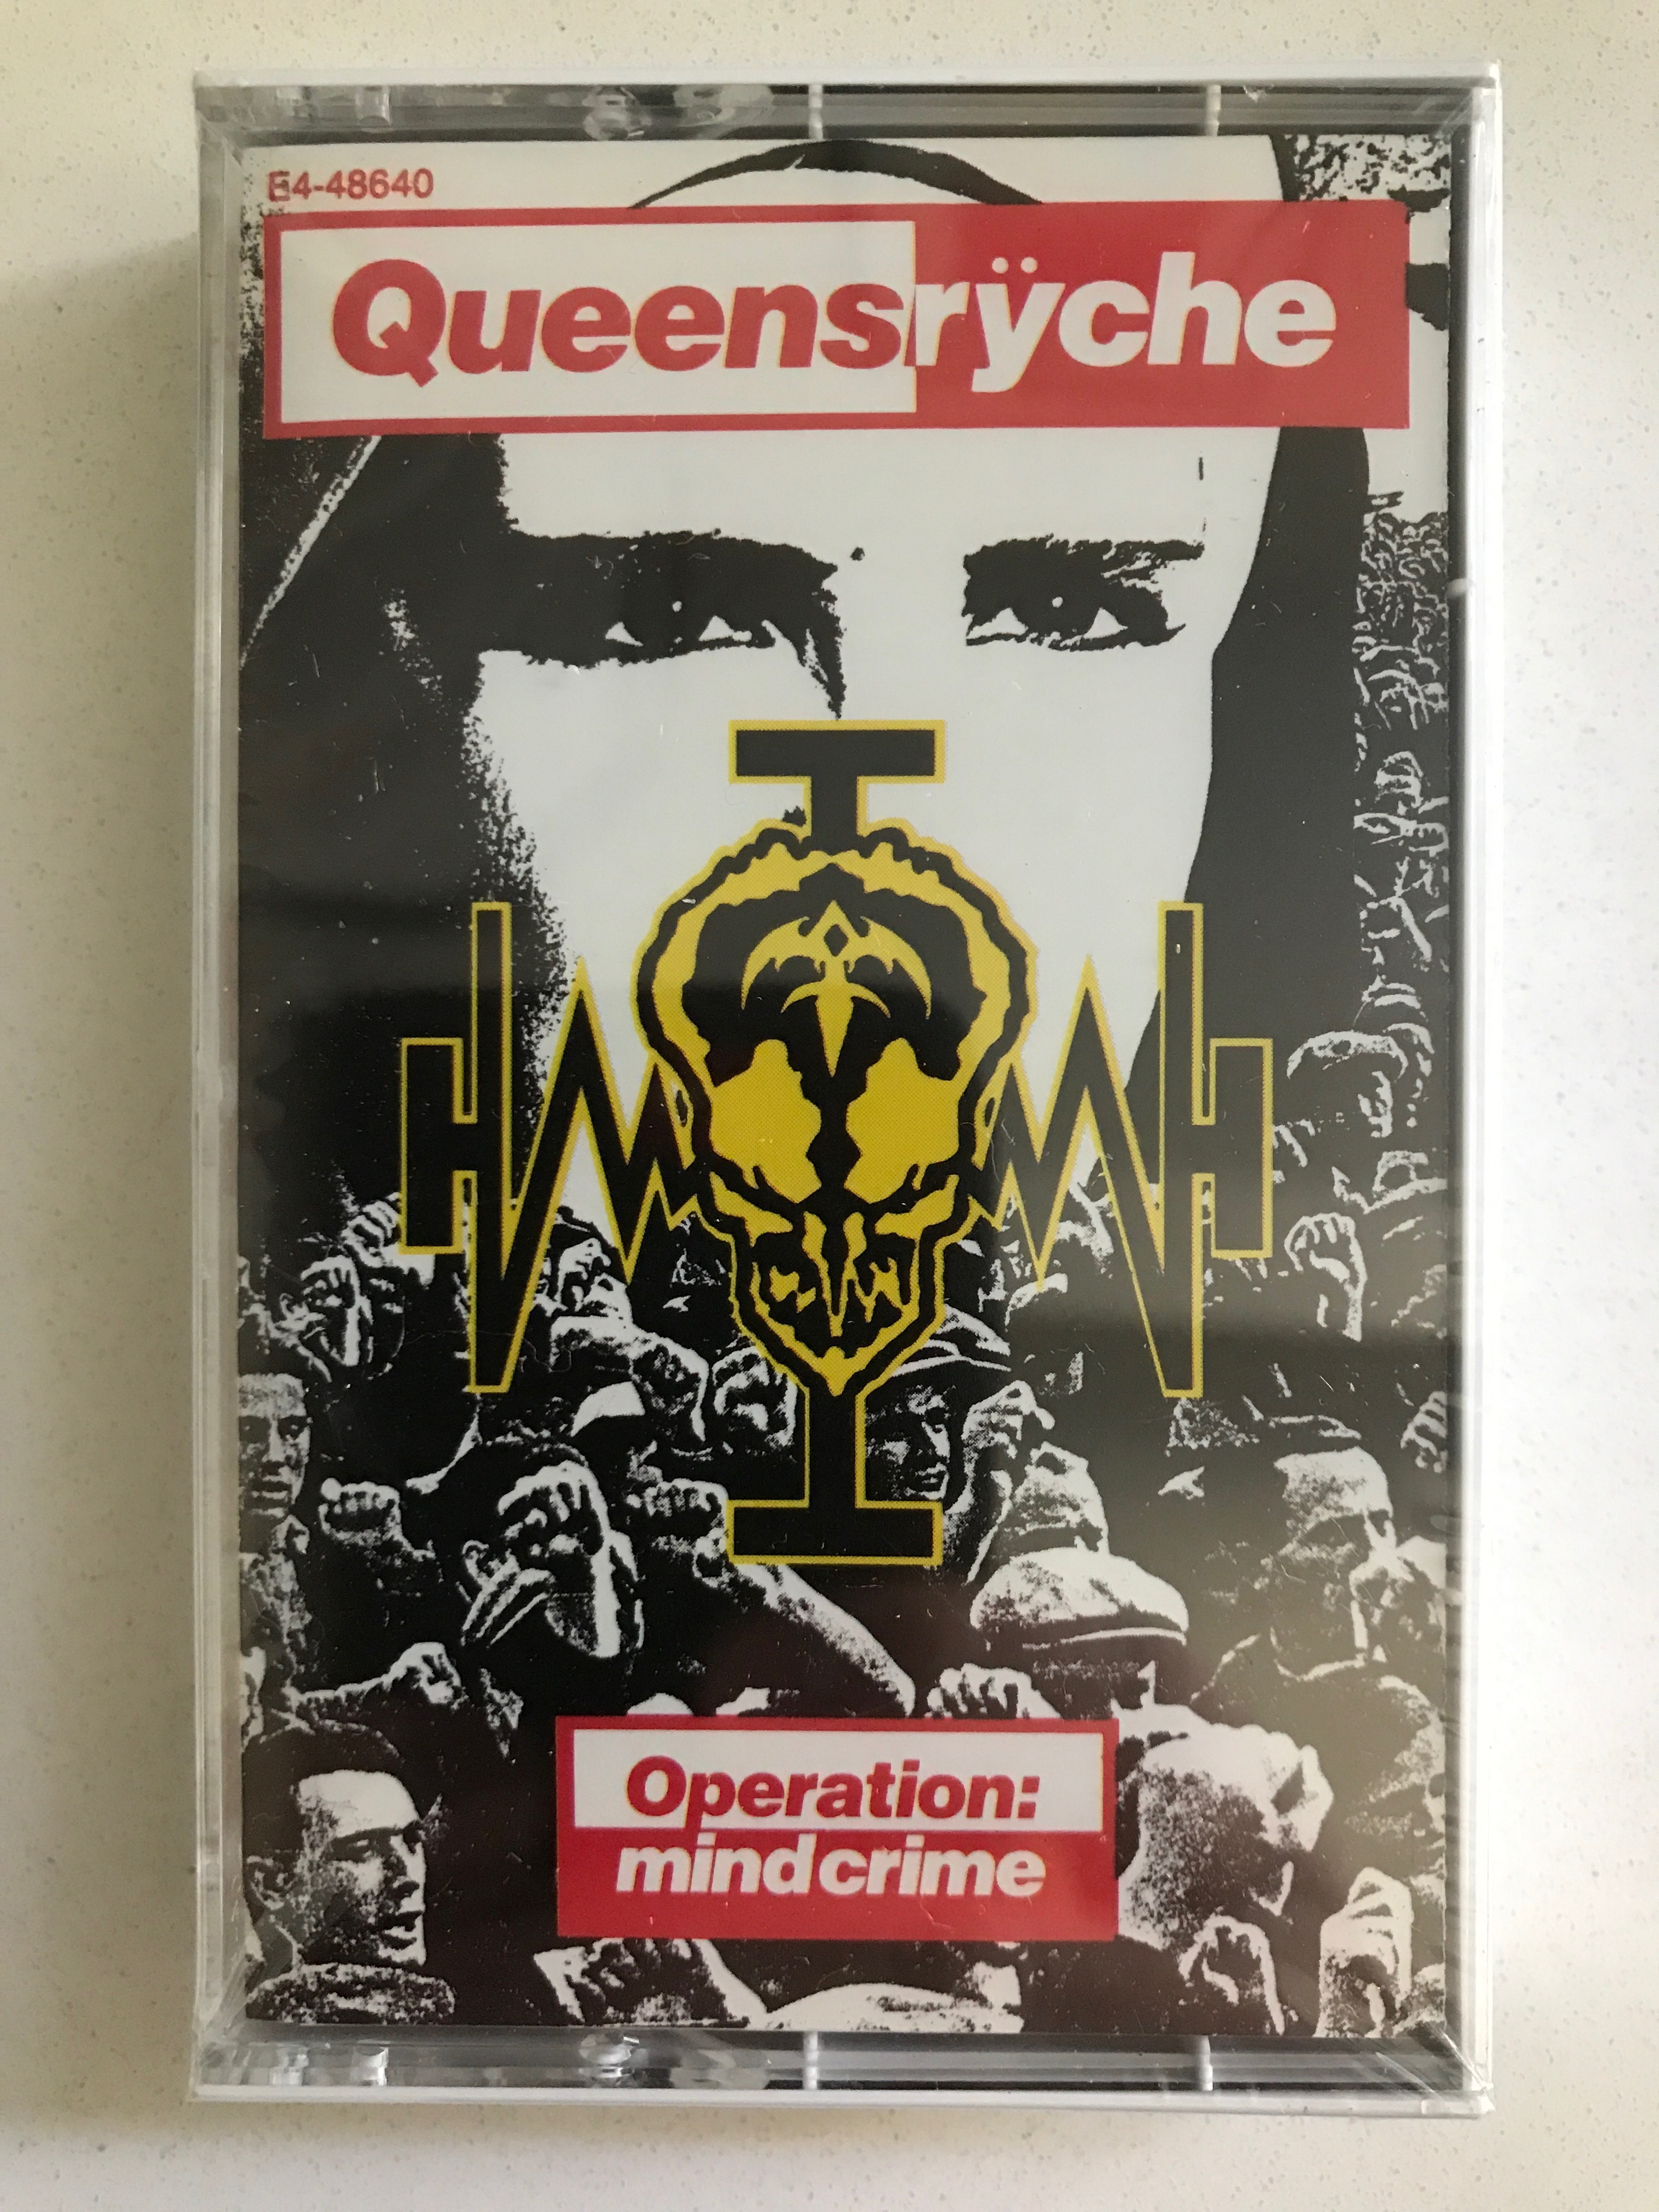 E4-48640
Queensrÿche
Operation:
mindcrime